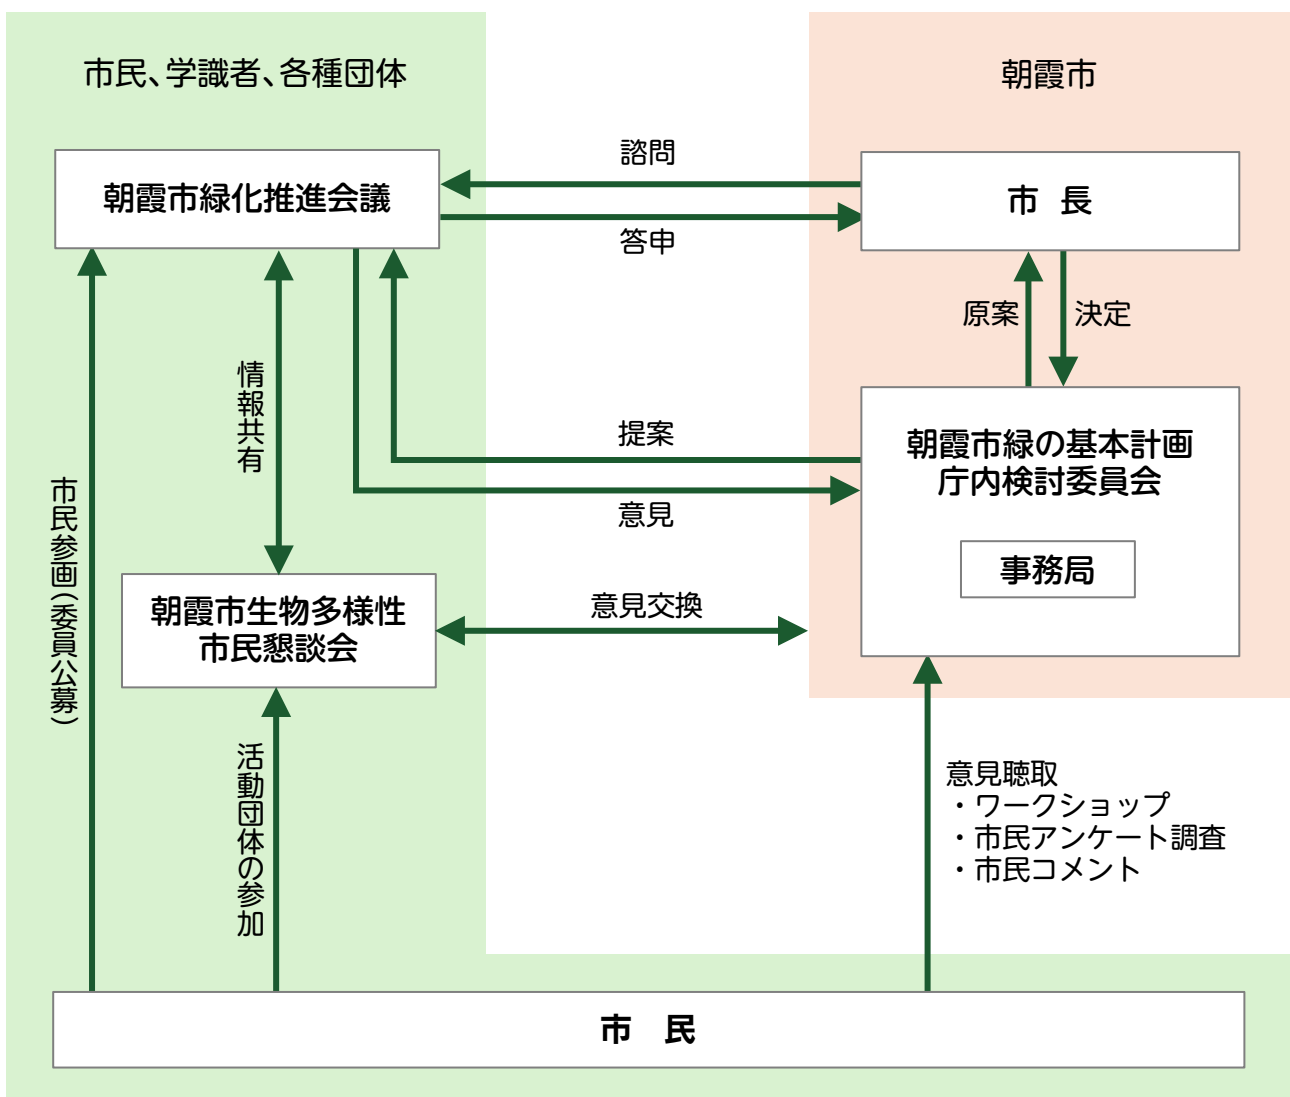 市民、学識者、各種団体
朝霞市
朝霞市緑化推進会議
諮問
答申
市 長
原案
決定
情報共有
提案
意見
朝霞市緑の基本計画
庁内検討委員会
事務局
市民参画(委員公募)
朝霞市生物多様性
市民懇談会
意見交換
活動団体の参加
意見聴取
・ワークショップ
・市民アンケート調査
・市民コメント
市 民